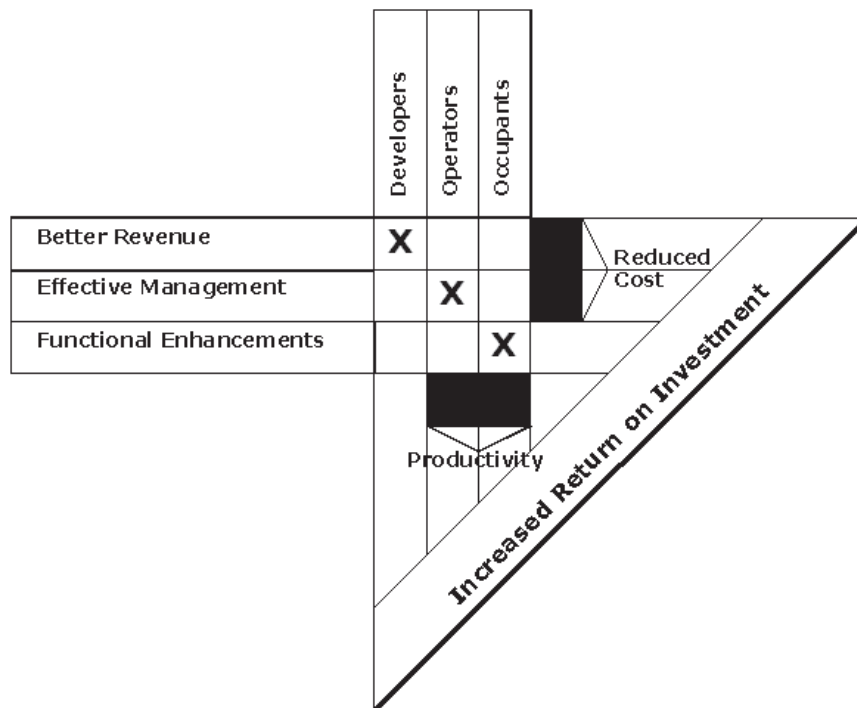 Developers
Operators
Occupants
Better Revenue
X
Effective Management
X
Functional Enhancements
X
Reduced
Cost
Productivity
Increased Return on Investment